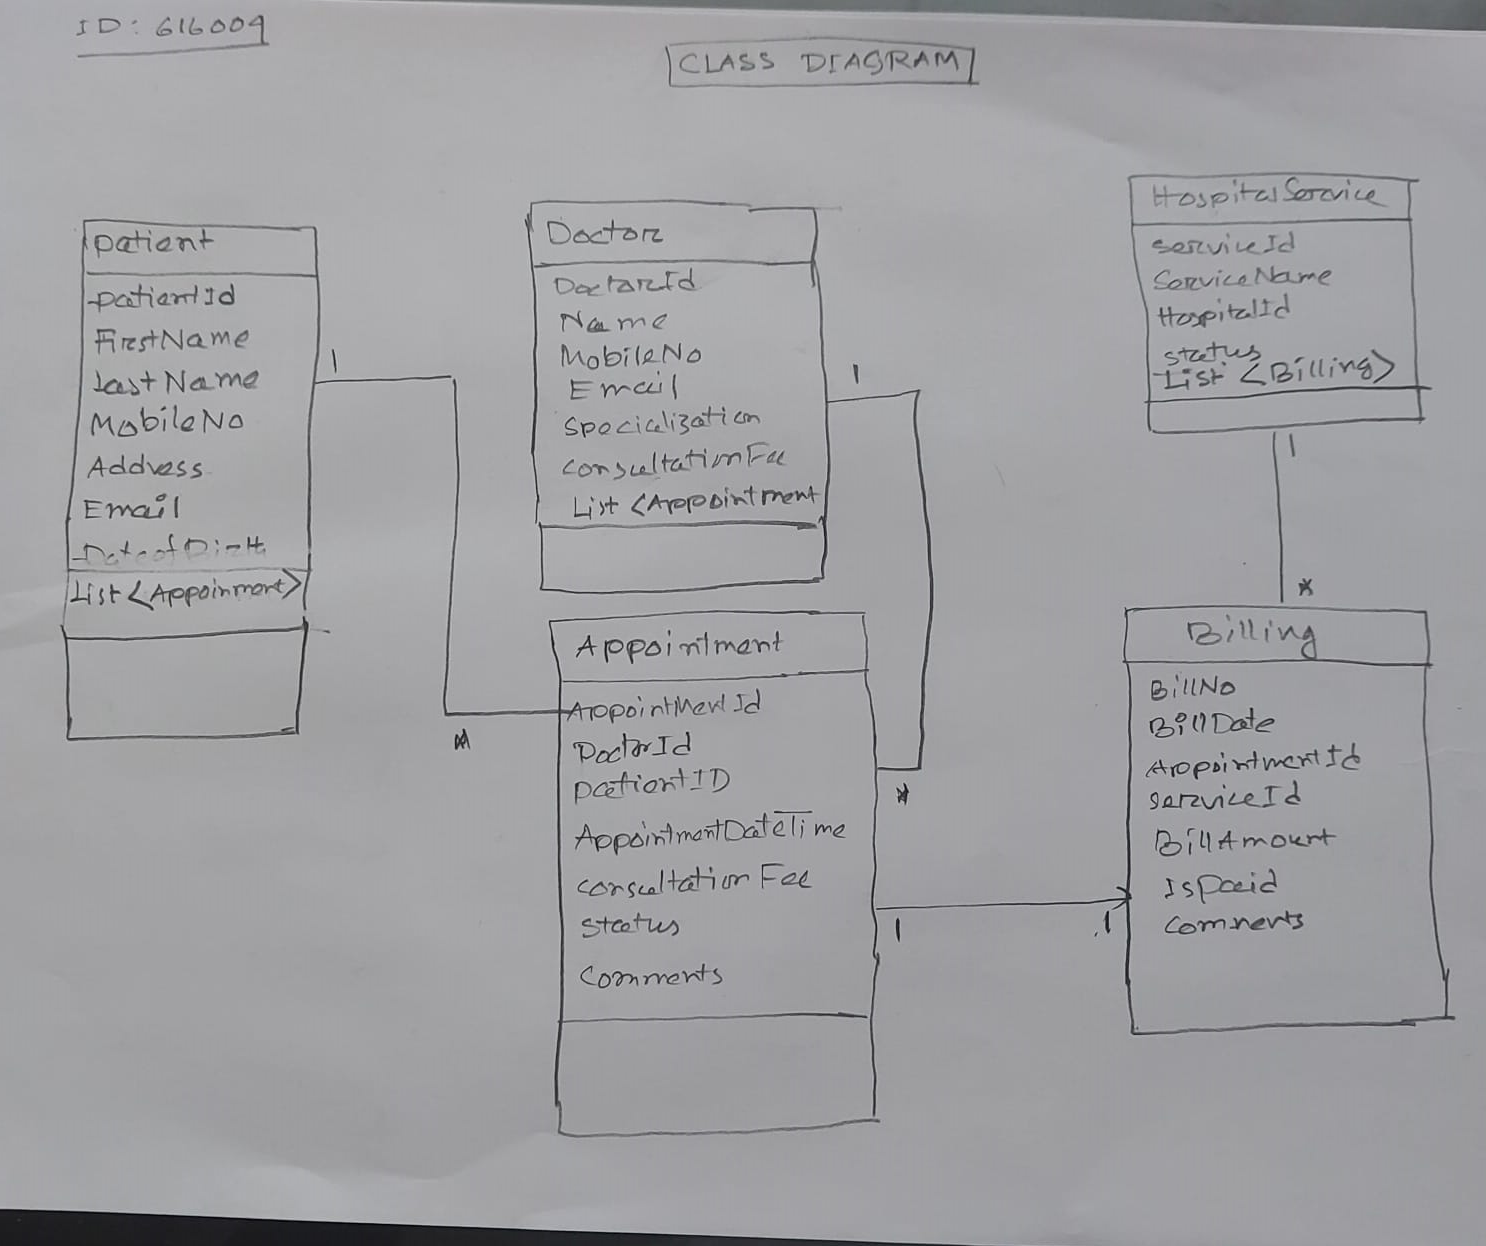 ID: 616009
CLASS DIAGRAM
Patient
PatientId
FirstName
LastName
MobileNo
Address
Email
DateofBirth
List <Appoinment>
1
*
Doctor
DoctorId
Name
MobileNo
Email
Specialization
ConsultationFee
List <Appointment
1
*
Appointment
AppointmentId
DoctorId
PatientID
AppointmentDateTime
ConsultationFee
Status
Comments
1
1
HospitalService
ServiceId
ServiceName
HospitalId
Status
List <Billing>
1
*
Billing
BillNo
BillDate
AppointmentId
ServiceId
BillAmount
IsPaid
Comments